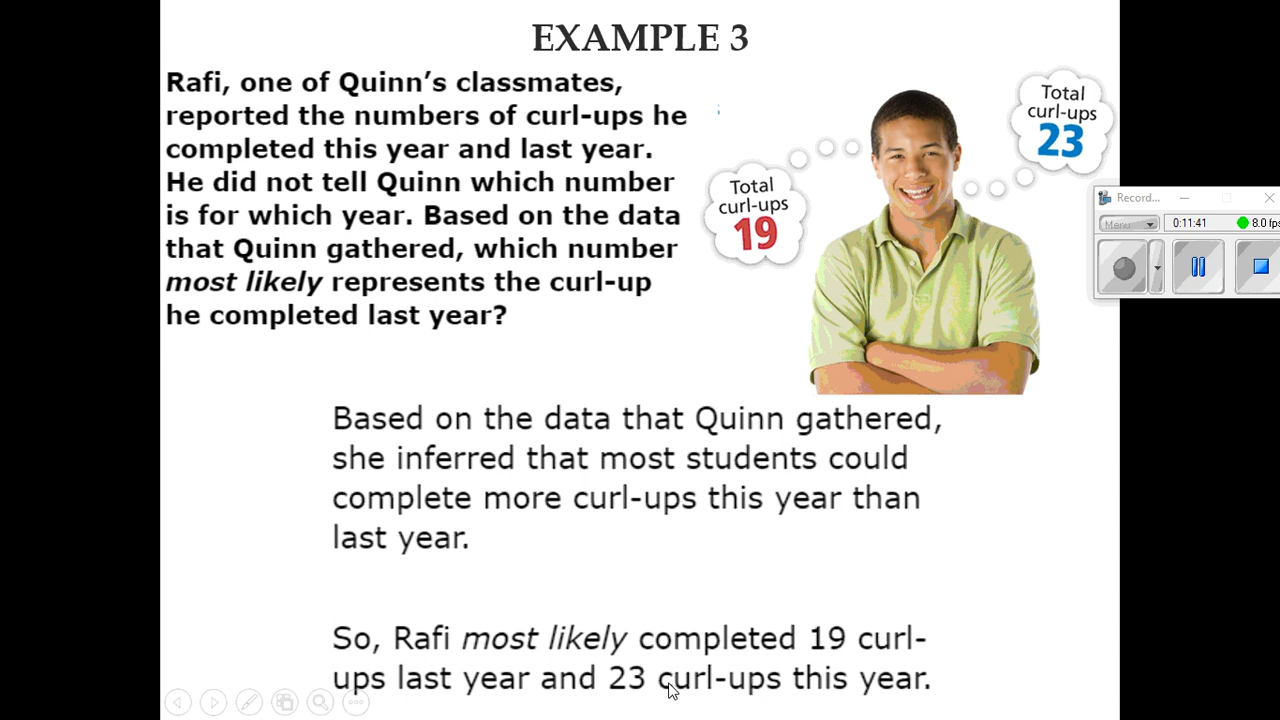 EXAMPLE 3
Rafi, one of Quinn’s classmates,
reported the numbers of curl-ups he
completed this year and last year.
He did not tell Quinn which number
is for which year. Based on the data
that Quinn gathered, which number
most likely represents the curl-up
he completed last year?
Total
curl-ups
19
Total
curl-ups
23
Record...
Menu
0:11:41
8.0 fps
Based on the data that Quinn gathered,
she inferred that most students could
complete more curl-ups this year than
last year.
So, Rafi most likely completed 19 curl-
ups last year and 23 curl-ups this year.